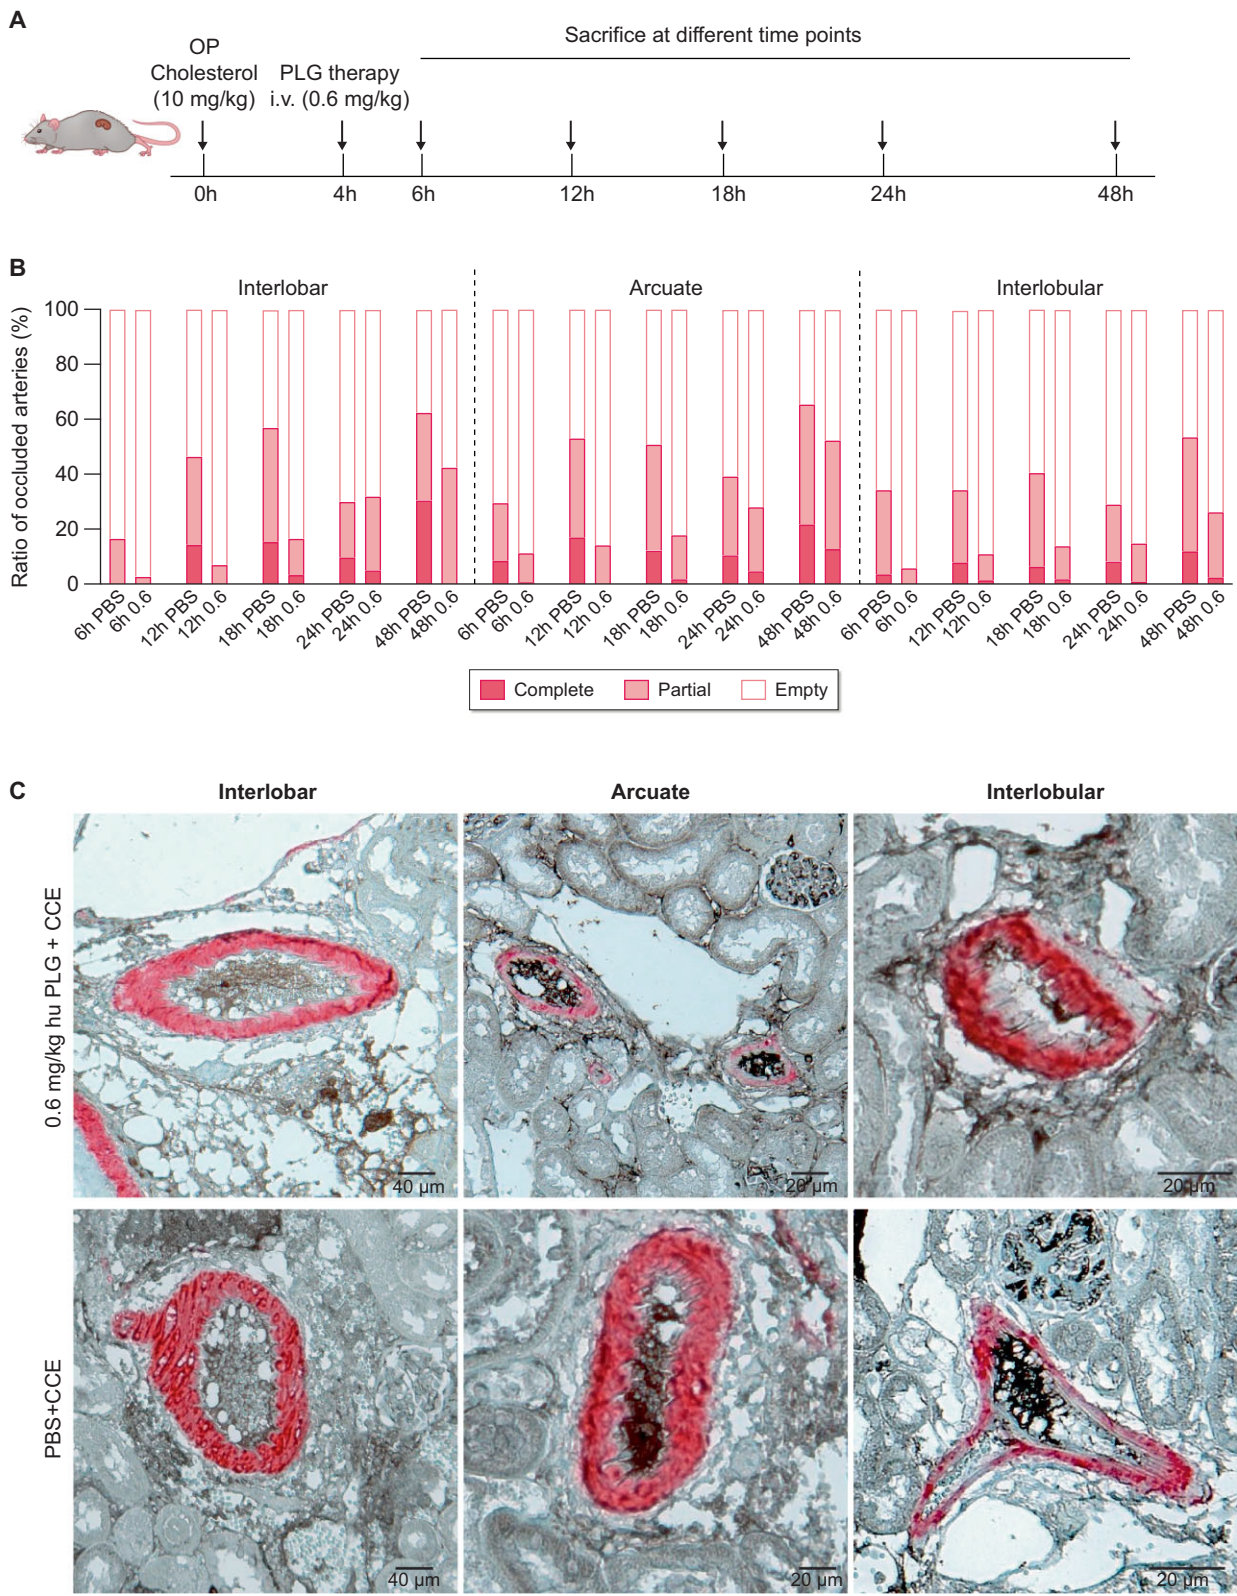 A
OP
Cholesterol
(10 mg/kg)
PLG therapy
i.v. (0.6 mg/kg)
Sacrifice at different time points
0h
4h
6h
12h
18h
24h
48h
B
Interlobar
Arcuate
Interlobular
Ratio of occluded arteries (%)
100
80
60
40
20
0
6h PBS
6h 0.6
12h PBS
12h 0.6
18h PBS
18h 0.6
24h PBS
24h 0.6
48h PBS
48h 0.6
6h PBS
6h 0.6
12h PBS
12h 0.6
18h PBS
18h 0.6
24h PBS
24h 0.6
48h PBS
48h 0.6
6h PBS
6h 0.6
12h PBS
12h 0.6
18h PBS
18h 0.6
24h PBS
24h 0.6
48h PBS
48h 0.6
Complete
Partial
Empty
C
Interlobar
Arcuate
Interlobular
0.6 mg/kg hu PLG + CCE
40 µm
20 µm
20 µm
PBS+CCE
40 µm
20 µm
20 µm